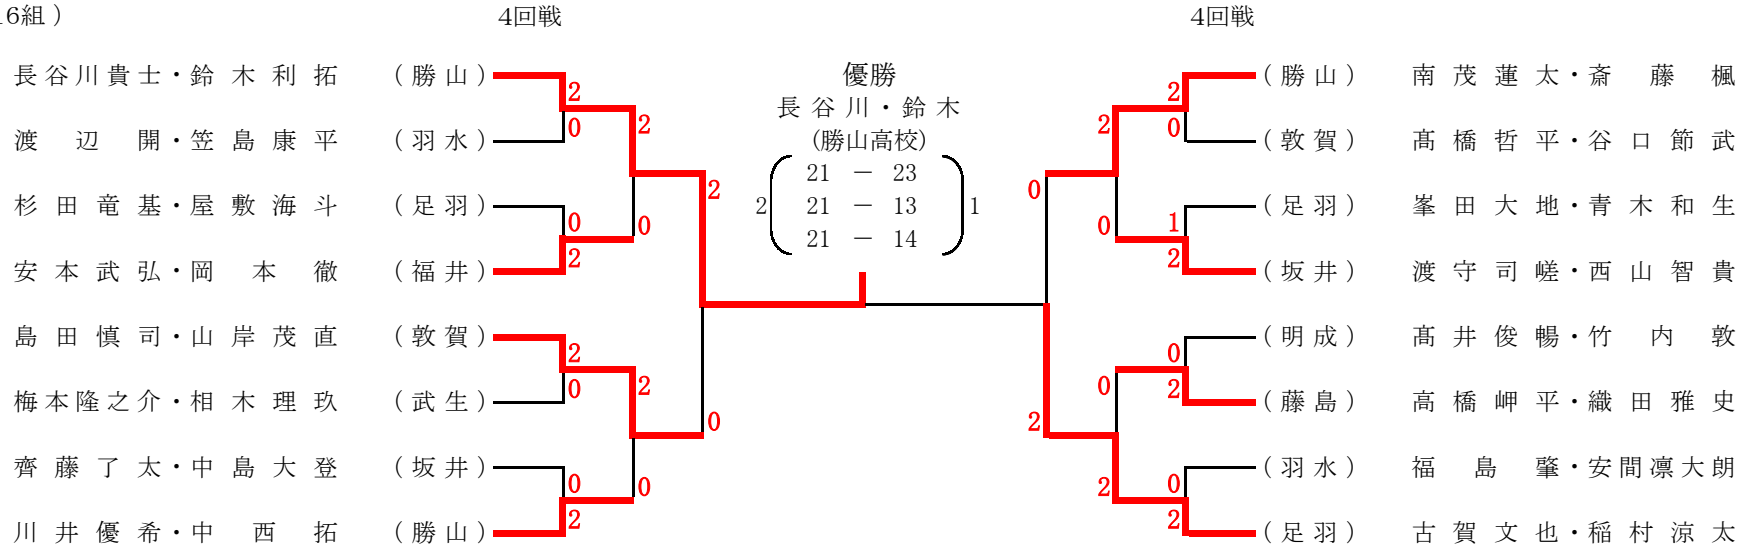 16組）
4回戦
4回戦
長谷川貴士・鈴木利拓 （勝山）
渡辺開・笠島康平 （羽水）
杉田竜基・屋敷海斗 （足羽）
安本武弘・岡本徹 （福井）
島田慎司・山岸茂直 （敦賀）
梅本隆之介・相木理玖 （武生）
齊藤了太・中島大登 （坂井）
川井優希・中西拓 （勝山）
2
0
0
2
2
0
0
2
2
0
2
0
2
0
優勝
長谷川・鈴木
(勝山高校)
21 － 23
2 21 － 13 1
21 － 14
0
2
2
0
0
2
2
0
1
2
0
2
0
2
（勝山） 南茂蓮太・斎藤楓
（敦賀） 髙橋哲平・谷口節武
（足羽） 峯田大地・青木和生
（坂井） 渡守司嵯・西山智貴
（明成） 髙井俊暢・竹内敦
（藤島） 高橋岬平・織田雅史
（羽水） 福島肇・安間凛大朗
（足羽） 古賀文也・稲村涼太